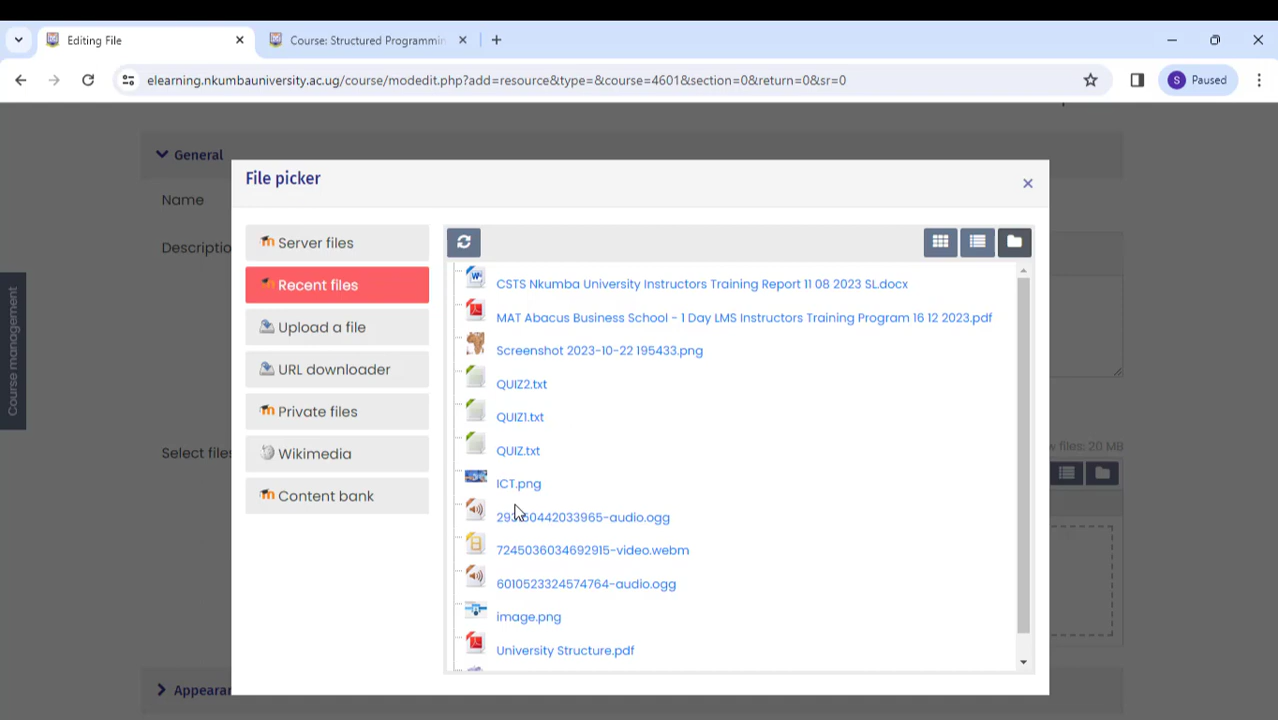 Editing File
Course: Structured Programmin
elearning.nkumbauniversity.ac.ug/course/modedit.php?add=resource&type=&course=4601&section=0&return=0&sr=0
S
Paused
General
File picker
Name
Descriptio
Course management
Select files
w files: 20 MB
Appeara
Server files
Recent files
Upload a file
URL downloader
Private files
Wikimedia
Content bank
CSTS Nkumba University Instructors Training Report 11 08 2023 SL.docx
MAT Abacus Business School - 1 Day LMS Instructors Training Program 16 12 2023.pdf
Screenshot 2023-10-22 195433.png
QUIZ2.txt
QUIZ1.txt
QUIZ.txt
ICT.png
7245036034692915-video.webm
6010523324574764-audio.ogg
image.png
University Structure.pdf